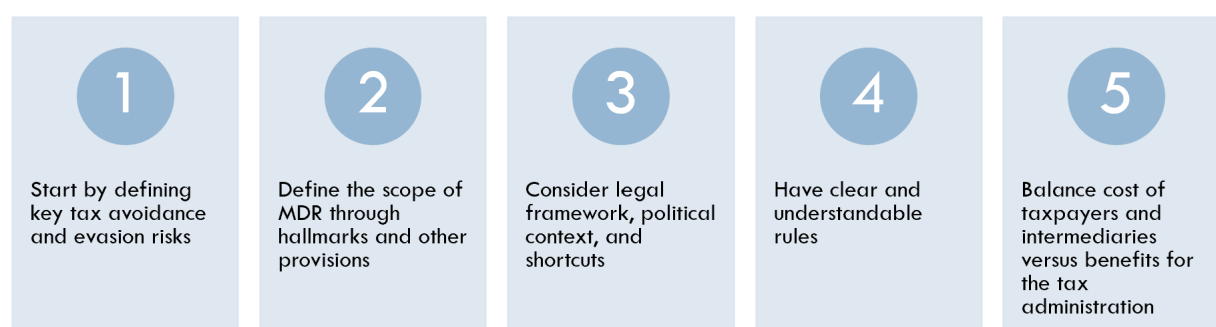 1
Start by defining
key tax avoidance
and evasion risks
2
Define the scope of
MDR through
hallmarks and other
provisions
3
Consider legal
framework, political
context, and
shortcuts
4
Have clear and
understandable
rules
5
Balance cost of
taxpayers and
intermediaries
versus benefits for
the tax
administration